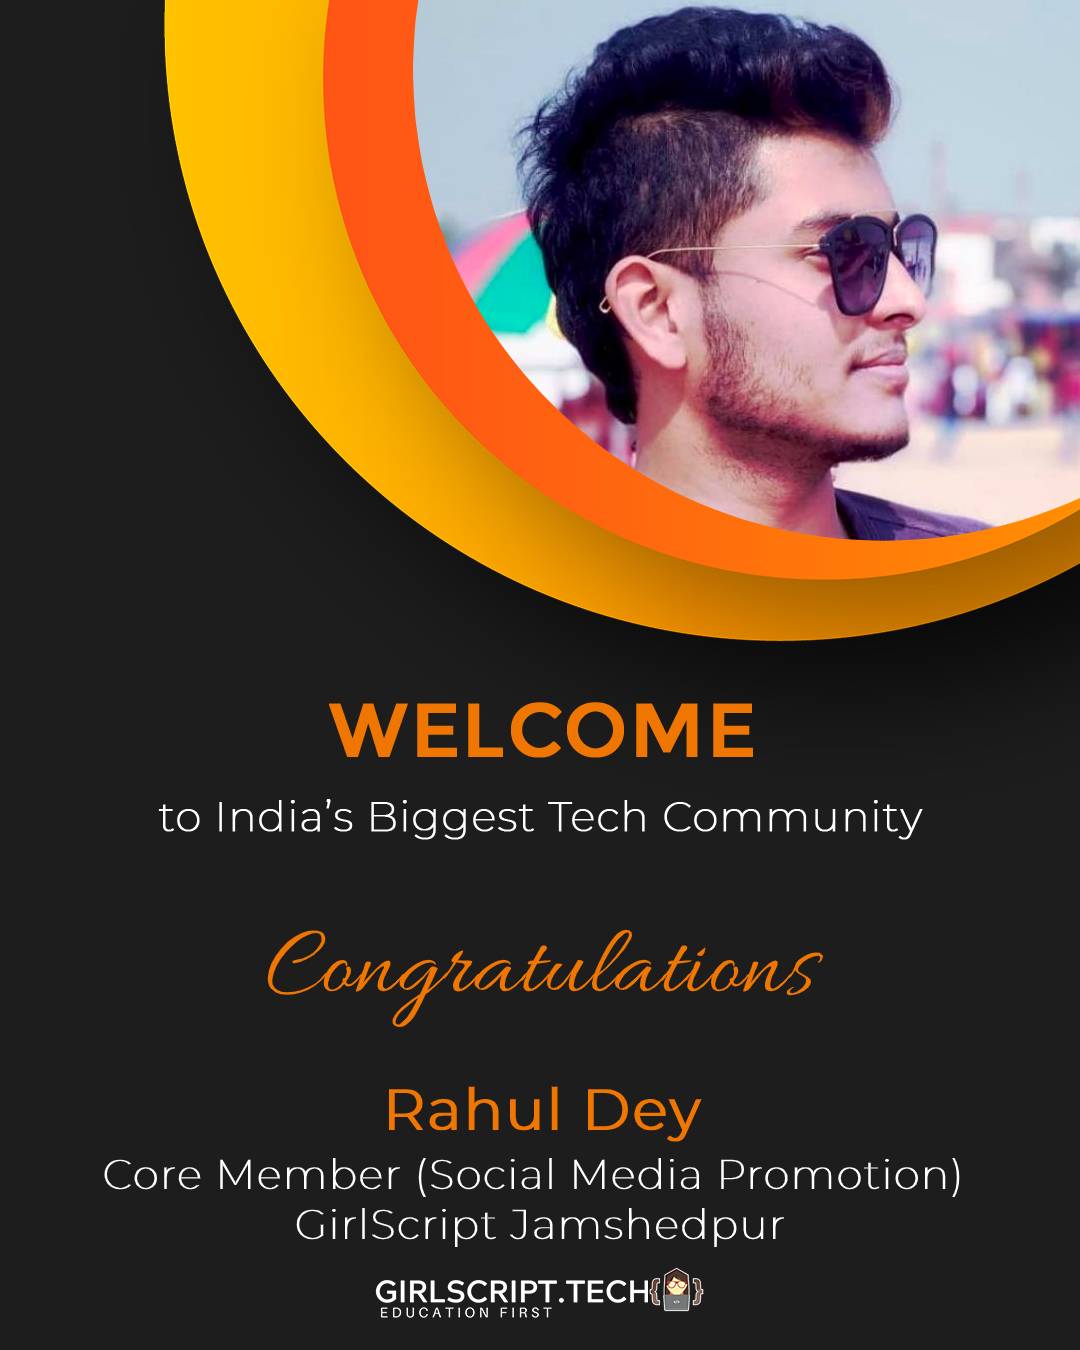 WELCOME
to India’s Biggest Tech Community
Congratulations
Rahul Dey
Core Member (Social Media Promotion)
GirlScript Jamshedpur
GIRLSCRIPT.TECH{ }
EDUCATION FIRST